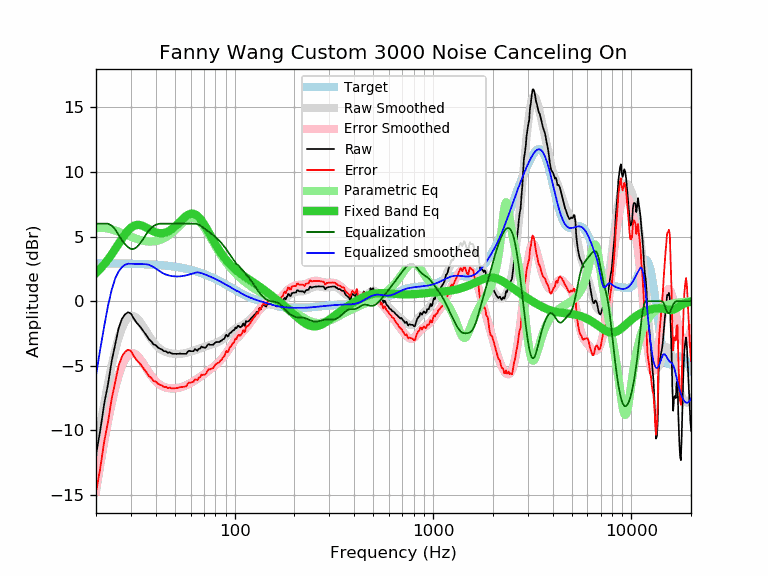 Fanny Wang Custom 3000 Noise Canceling On
Target
Raw Smoothed
Error Smoothed
Raw
Error
Parametric Eq
Fixed Band Eq
Equalization
Equalized smoothed
Amplitude (dBr)
15
10
5
0
−5
−10
−15
100
1000
10000
Frequency (Hz)